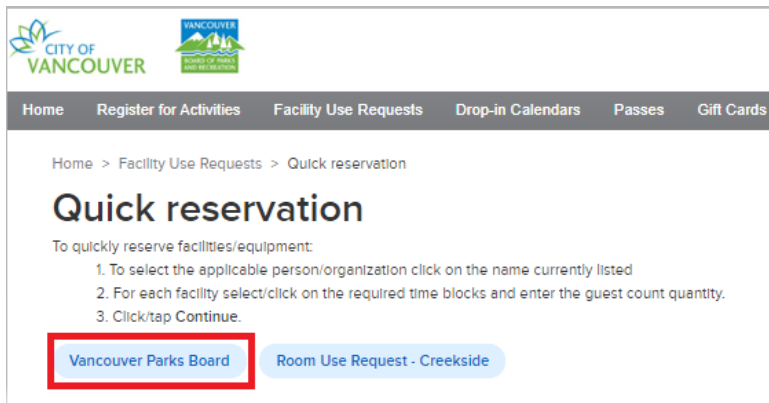 CITY OF
VANCOUVER
VANCOUVER
BOARD OF PARKS
AND RECREATION
Home Register for Activities Facility Use Requests Drop-in Calendars Passes Gift Cards
Home > Facility Use Requests > Quick reservation
Quick reservation
To quickly reserve facilities/equipment:
1. To select the applicable person/organization click on the name currently listed
2. For each facility select/click on the required time blocks and enter the guest count quantity.
3. Click/tap Continue.
Vancouver Parks Board Room Use Request - Creekside